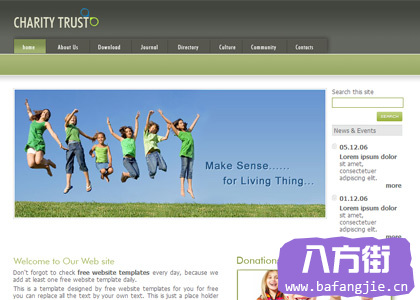 CHARITY TRUST
home
About Us
Download
Journal
Directory
Culture
Community
Contacts
Make Sense......
for Living Thing...
Search this site
SEARCH
News & Events
05.12.06
Lorem ipsum dolor
sit amet,
consectetuer
adipiscing elit.
more
01.12.06
Lorem ipsum dolor
sit amet,
consectetuer
adipiscing elit.
more
Welcome to Our Web site
Don't forgot to check free website templates every day, because we
add at least one free website template daily.
This is a template designed by free website templates for you for free
you can replace all the text by your own text. This is just a place holder
Donation
八方街
www.bafangjie.cn